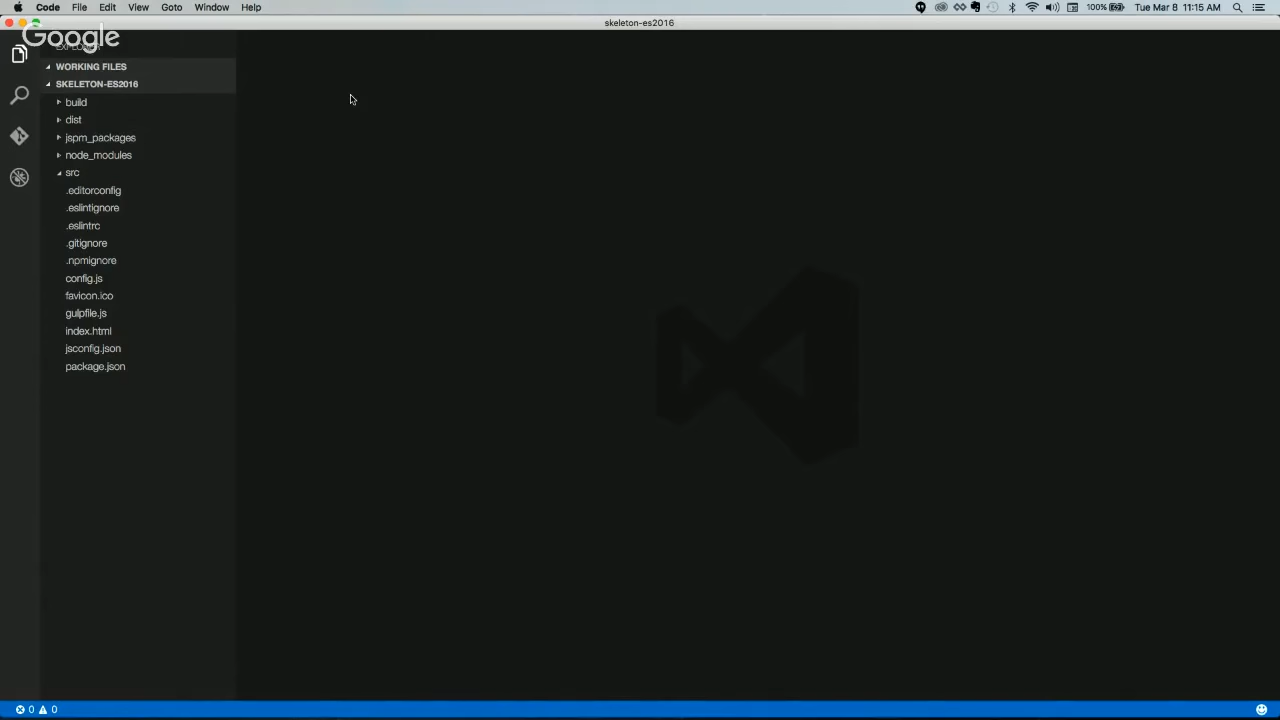 Code File Edit View Goto Window Help
100% Tue Mar 8 11:15 AM
skeleton-es2016
Google
EXPLORER
WORKING FILES
SKELETON-ES2016
build
dist
jspm_packages
node_modules
src
.editorconfig
.eslintignore
.eslintrc
.gitignore
.npmignore
config.js
favicon.ico
gulpfile.js
index.html
jsconfig.json
package.json
0 0